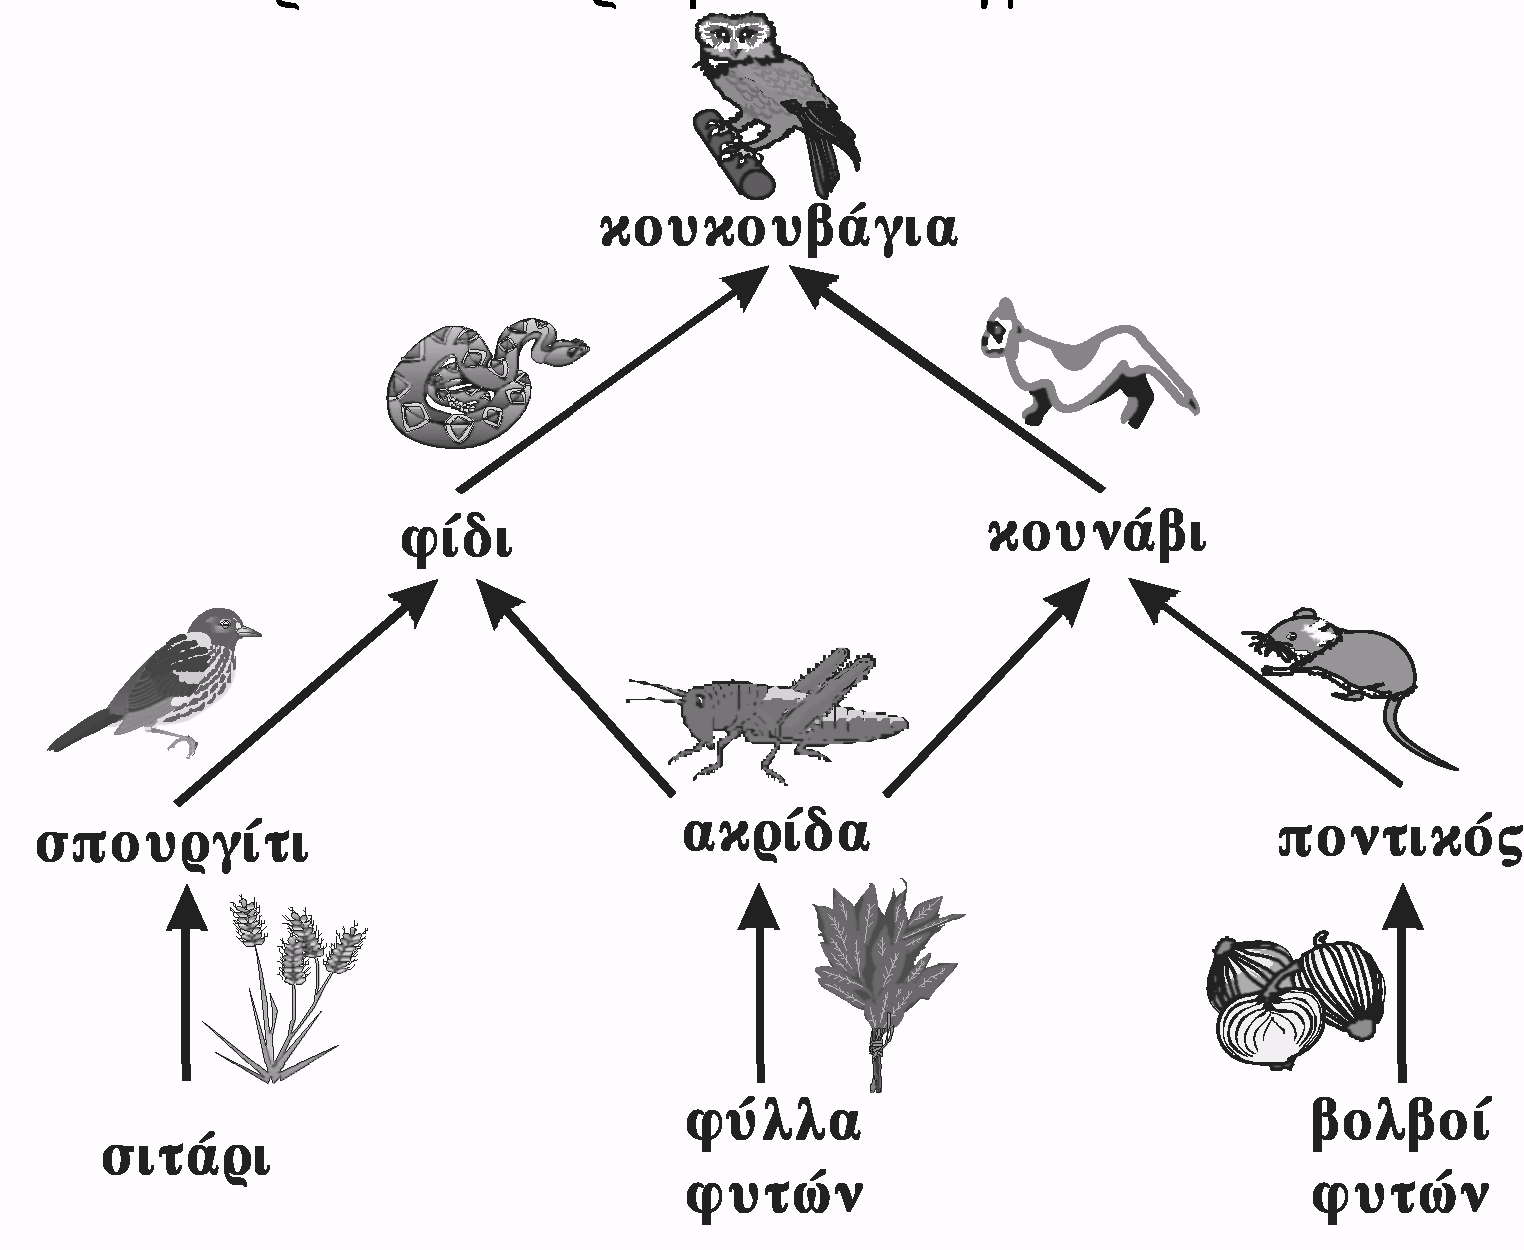 κουκουβάγια
φίδι
κουνάβι
σπουργίτι
ακρίδα
ποντικός
σιτάρι
φύλλα
φυτών
βολβοί
φυτών